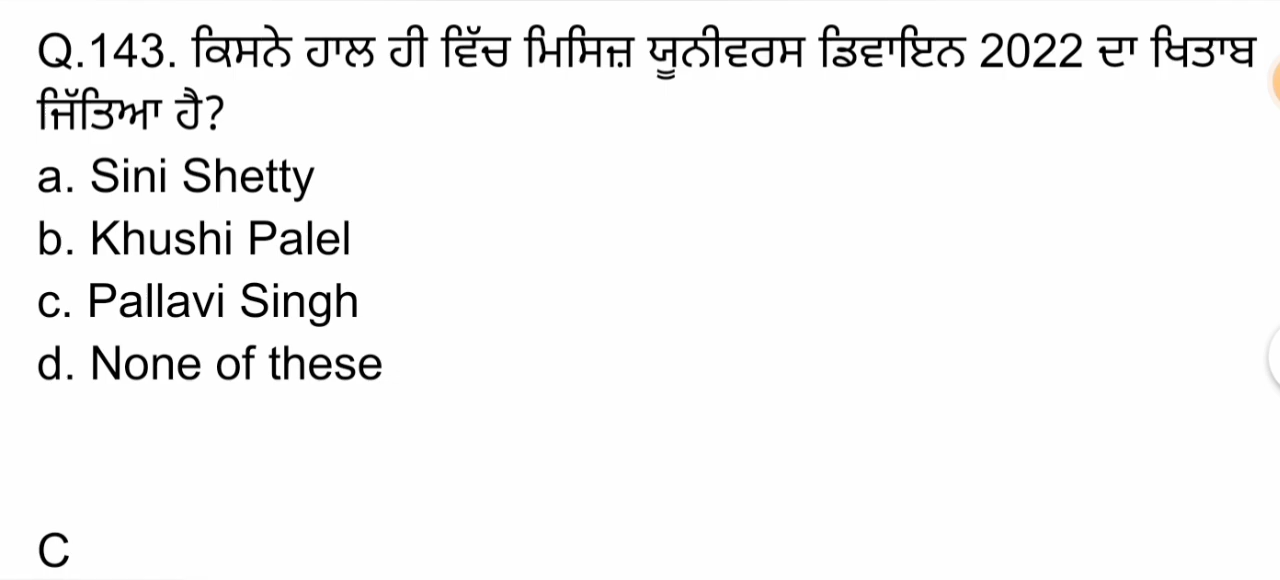 Q.143. ਕਿਸਨੇ ਹਾਲ ਹੀ ਵਿੱਚ ਮਿਸਿਜ਼ ਯੂਨੀਵਰਸ ਡਿਵਾਇਨ 2022 ਦਾ ਖਿਤਾਬ
ਜਿੱਤਿਆ ਹੈ?
a. Sini Shetty
b. Khushi Palel
c. Pallavi Singh
d. None of these
C